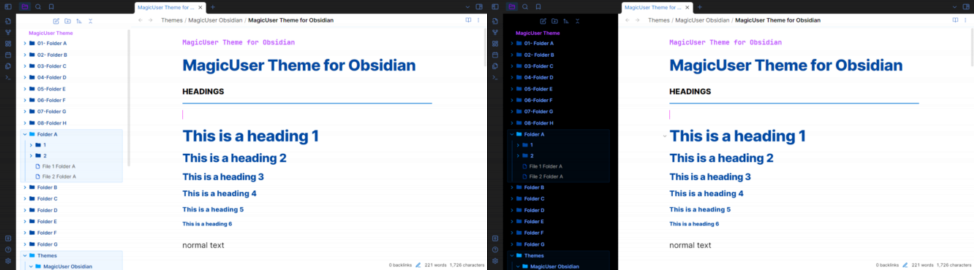 MagicUser Theme for ...
Themes / MagicUser Obsidian / MagicUser Theme for Obsidian
MagicUser Theme
01- Folder A
02- Folder B
03-Folder C
04-Folder D
05-Folder E
06-Folder F
07-Folder G
08-Folder H
Folder A
1
2
File 1 Folder A
File 2 Folder A
Folder B
Folder C
Folder D
Folder E
Folder F
Folder G
Themes
MagicUser Obsidian
MagicUser Theme for Obsidian
MagicUser Theme for Obsidian
HEADINGS
This is a heading 1
This is a heading 2
This is a heading 3
This is a heading 4
This is a heading 5
This is a heading 6
normal text
0 backlinks 221 words 1,726 characters
MagicUser Theme for ...
Themes / MagicUser Obsidian / MagicUser Theme for Obsidian
MagicUser Theme
01- Folder A
02- Folder B
03-Folder C
04-Folder D
05-Folder E
06-Folder F
07-Folder G
08-Folder H
Folder A
1
2
File 1 Folder A
File 2 Folder A
Folder B
Folder C
Folder D
Folder E
Folder F
Folder G
Themes
MagicUser Obsidian
MagicUser Theme for Obsidian
MagicUser Theme for Obsidian
HEADINGS
This is a heading 1
This is a heading 2
This is a heading 3
This is a heading 4
This is a heading 5
This is a heading 6
normal text
0 backlinks 221 words 1,726 characters